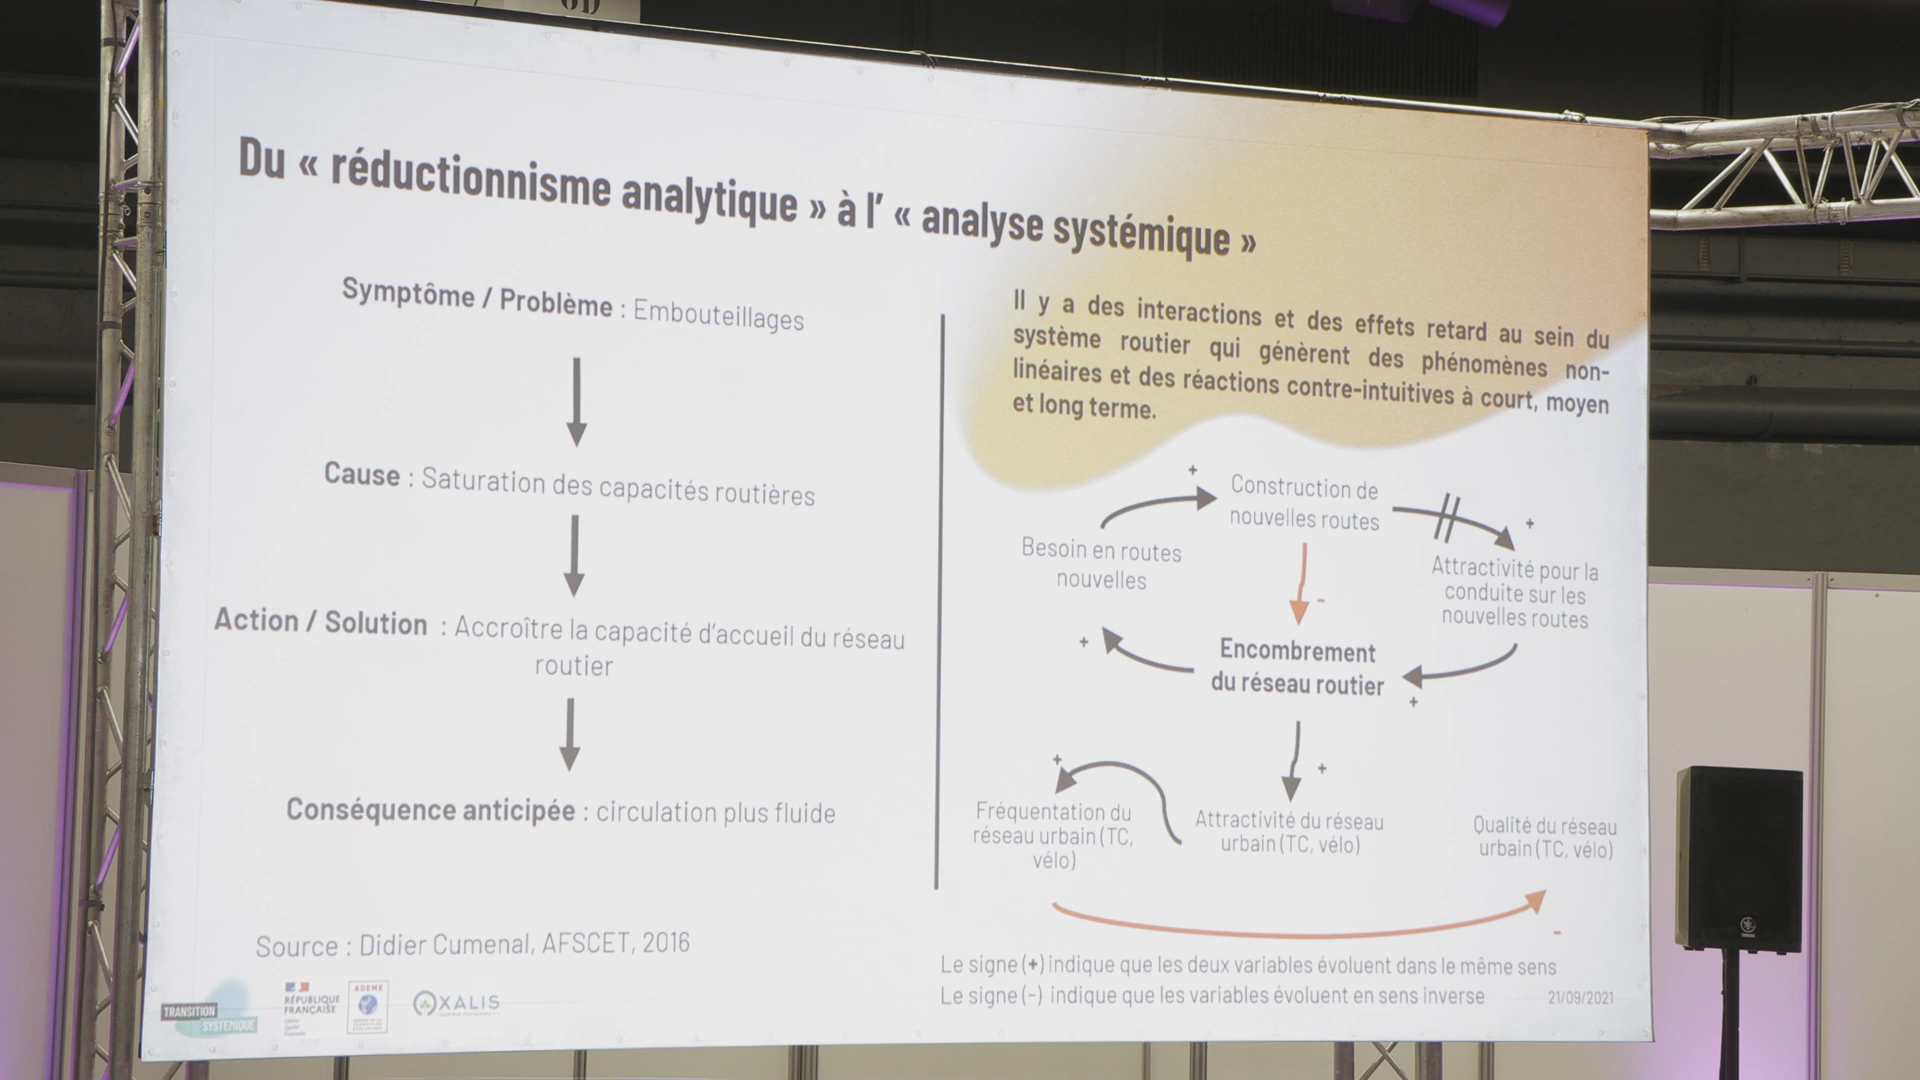 Du « réductionnisme analytique » à l' « analyse systémique »
Symptôme / Problème : Embouteillages
Cause : Saturation des capacités routières
Action / Solution : Accroître la capacité d'accueil du réseau
routier
Conséquence anticipée : circulation plus fluide
Source : Didier Cumenal, AFSCET, 2016
Il y a des interactions et des effets retard au sein du
système routier qui génèrent des phénomènes non-
linéaires et des réactions contre-intuitives à court, moyen
et long terme.
+
Construction de
nouvelles routes
+
Besoin en routes
nouvelles
Attractivité pour la
conduite sur les
nouvelles routes
-
+
Encombrement
du réseau routier
+
+
+
Fréquentation du
réseau urbain (TC,
vélo)
Attractivité du réseau
urbain (TC, vélo)
Qualité du réseau
urbain (TC, vélo)
-
Le signe (+) indique que les deux variables évoluent dans le même sens
Le signe (-) indique que les variables évoluent en sens inverse
21/09/2021
TRANSITION
SYSTEMIQUE
RÉPUBLIQUE
FRANÇAISE
ADEME
OXALIS
YAMAHA